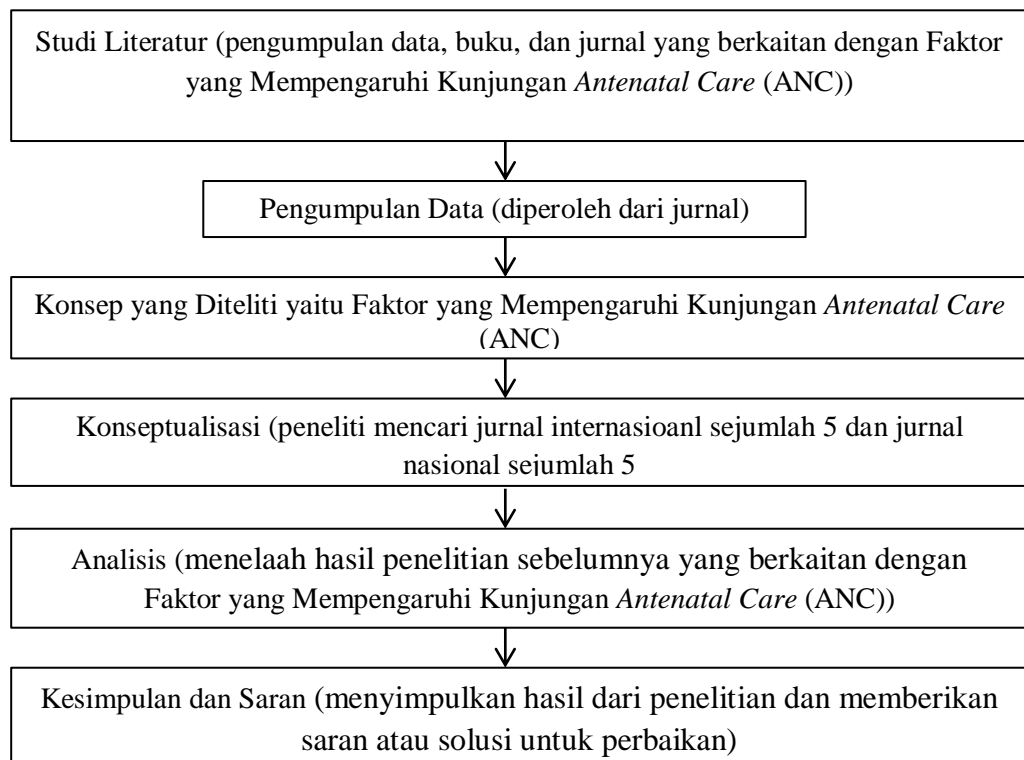 Studi Literatur (pengumpulan data, buku, dan jurnal yang berkaitan dengan Faktor
yang Mempengaruhi Kunjungan Antenatal Care (ANC))
Pengumpulan Data (diperoleh dari jurnal)
Konsep yang Diteliti yaitu Faktor yang Mempengaruhi Kunjungan Antenatal Care
(ANC)
Konseptualisasi (peneliti mencari jurnal internasioanl sejumlah 5 dan jurnal
nasional sejumlah 5
Analisis (menelaah hasil penelitian sebelumnya yang berkaitan dengan
Faktor yang Mempengaruhi Kunjungan Antenatal Care (ANC))
Kesimpulan dan Saran (menyimpulkan hasil dari penelitian dan memberikan
saran atau solusi untuk perbaikan)